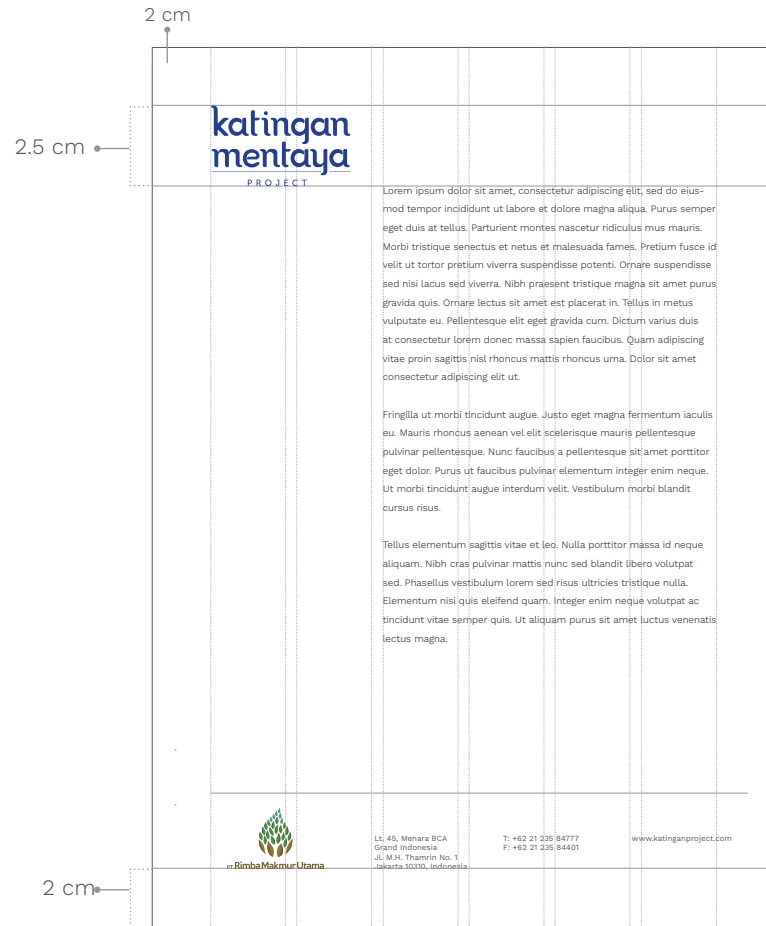 2 cm
2.5 cm
katingan
mentaya
PROJECT
Lorem ipsum dolor sit amet, consectetur adipiscing elit, sed do eius-
mod tempor incididunt ut labore et dolore magna aliqua. Purus semper
eget duis at tellus. Parturient montes nascetur ridiculus mus mauris.
Morbi tristique senectus et netus et malesuada fames. Pretium fusce id
velit ut tortor pretium viverra suspendisse potenti. Ornare suspendisse
sed nisi lacus sed viverra. Nibh praesent tristique magna sit amet purus
gravida quis. Ornare lectus sit amet est placerat in. Tellus in metus
vulputate eu. Pellentesque elit eget gravida cum. Dictum varius duis
at consectetur lorem donec massa sapien faucibus. Quam adipiscing
vitae proin sagittis nisl rhoncus mattis rhoncus urna. Dolor sit amet
consectetur adipiscing elit ut.
Fringilla ut morbi tincidunt augue. Justo eget magna fermentum iaculis
eu. Mauris rhoncus aenean vel elit scelerisque mauris pellentesque
pulvinar pellentesque. Nunc faucibus a pellentesque sit amet porttitor
eget dolor. Purus ut faucibus pulvinar elementum integer enim neque.
Ut morbi tincidunt augue interdum velit. Vestibulum morbi blandit
cursus risus.
Tellus elementum sagittis vitae et leo. Nulla porttitor massa id neque
aliquam. Nibh cras pulvinar mattis nunc sed blandit libero volutpat
sed. Phasellus vestibulum lorem sed risus ultricies tristique nulla.
Elementum nisi quis eleifend quam. Integer enim neque volutpat ac
tincidunt vitae semper quis. Ut aliquam purus sit amet luctus venenatis
lectus magna.
PT Rimba Makmur Utama
Lt. 45, Menara BCA
Grand Indonesia
Jl. M.H. Thamrin No. 1
Jakarta 10310, Indonesia
T: +62 21 235 84777
F: +62 21 235 84401
www.katinganproject.com
2 cm